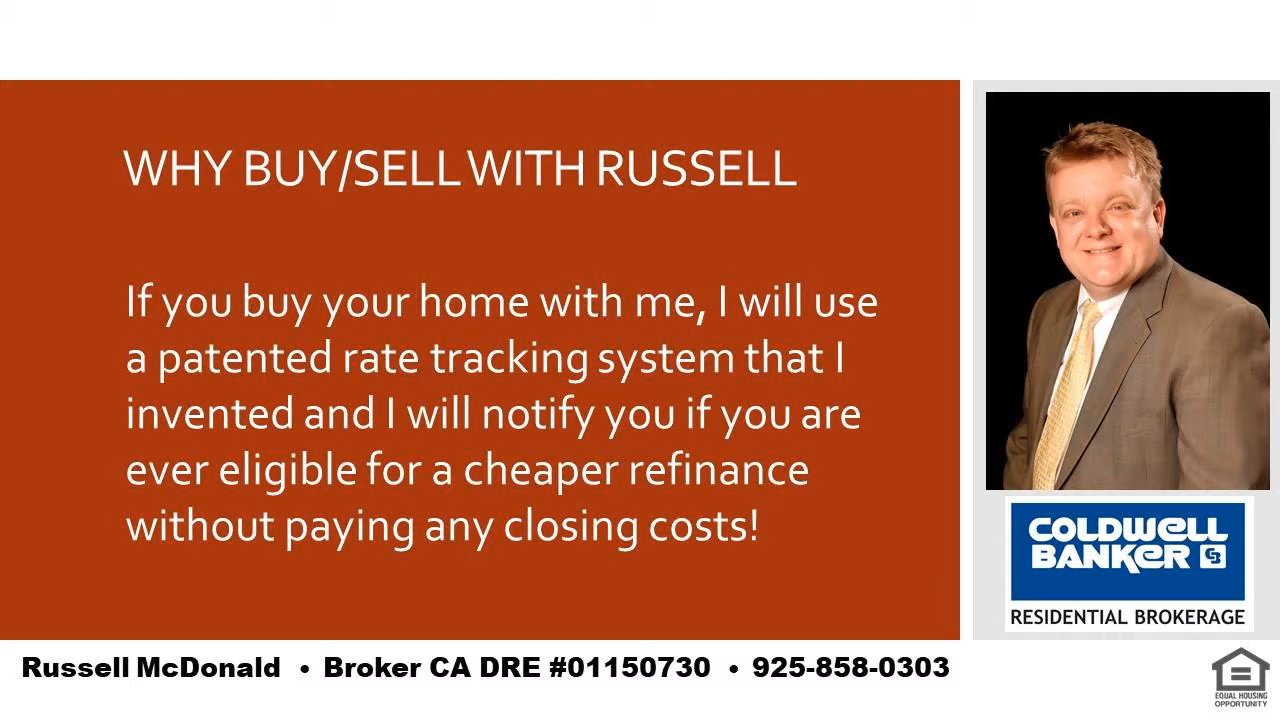 WHY BUY/SELL WITH RUSSELL
If you buy your home with me, I will use
a patented rate tracking system that I
invented and I will notify you if you are
ever eligible for a cheaper refinance
without paying any closing costs!
COLDWELL
BANKER CB
RESIDENTIAL BROKERAGE
Russell McDonald • Broker CA DRE #01150730 • 925-858-0303
EQUAL HOUSING
OPPORTUNITY